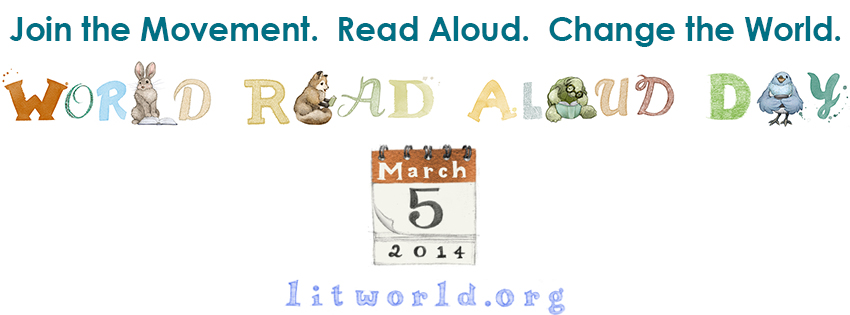 Join the Movement. Read Aloud. Change the World.
WORLD READ ALOUD DAY
March
5
2014
litworld.org